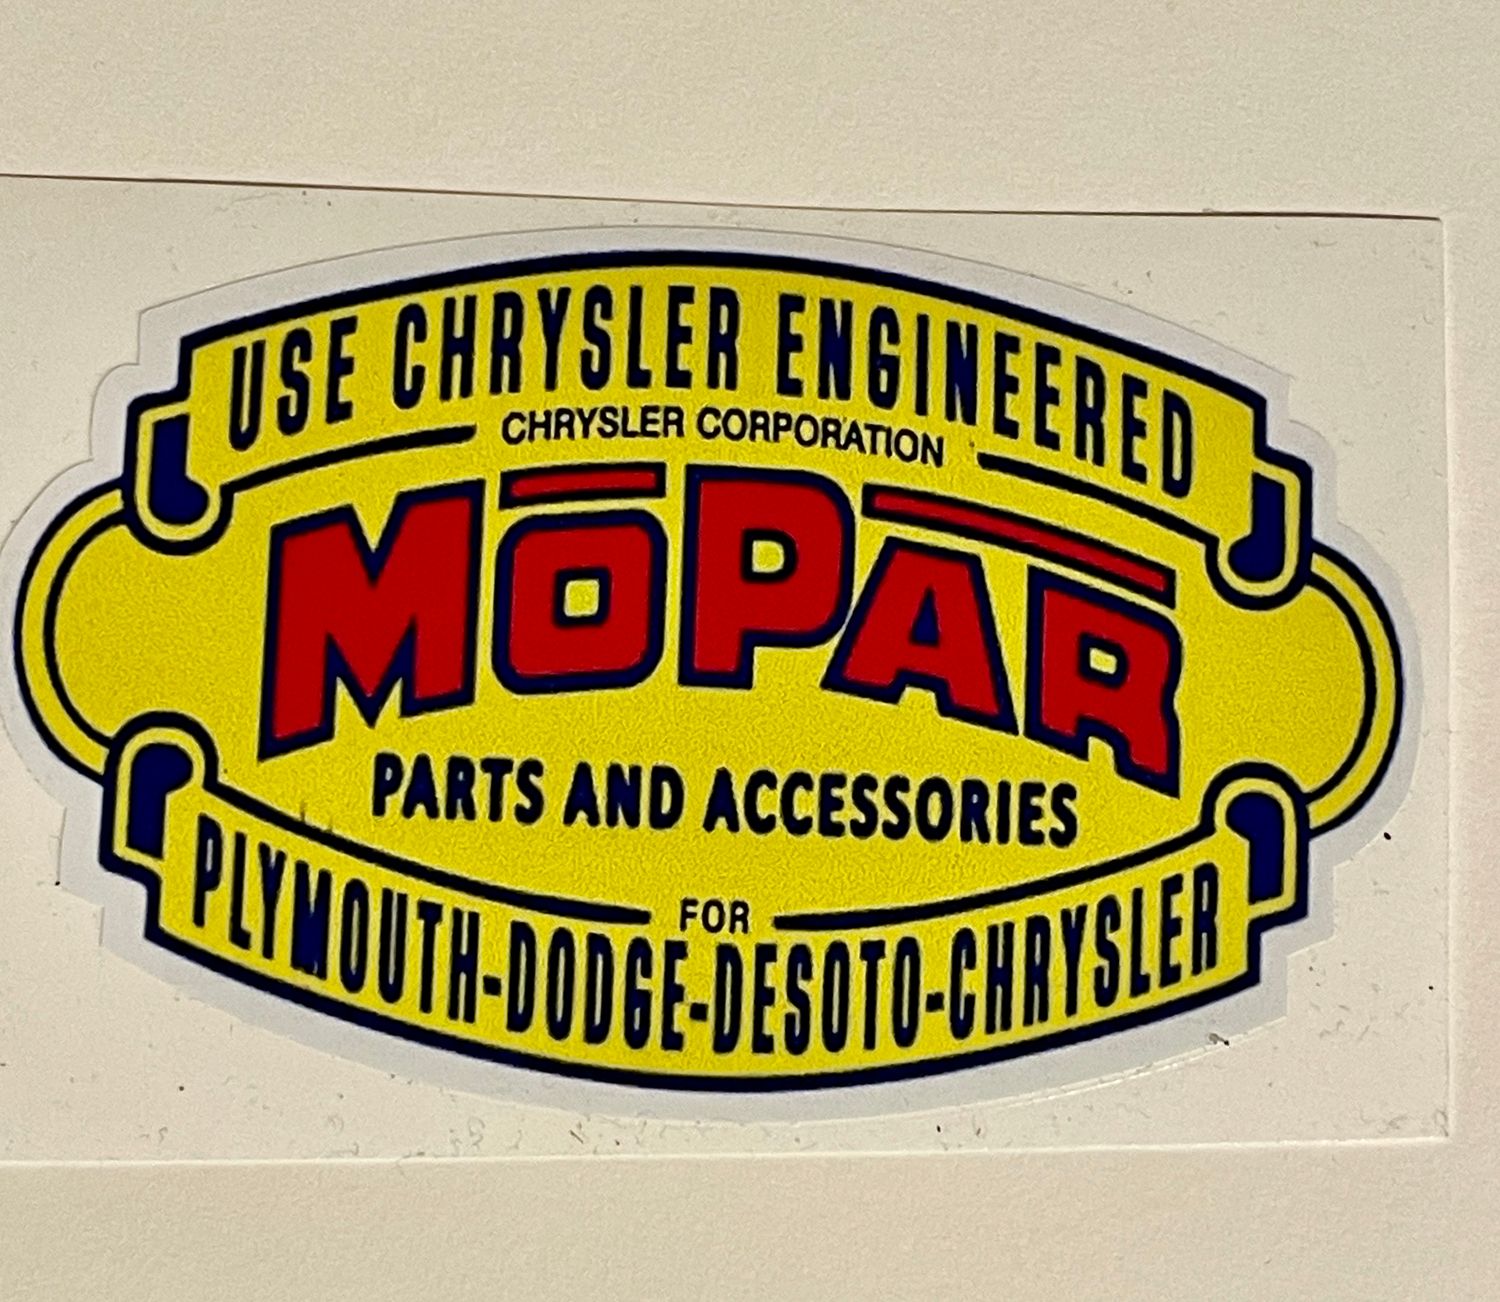 USE CHRYSLER ENGINEERED
CHRYSLER CORPORATION
MOPAR
PARTS AND ACCESSORIES
FOR
PLYMOUTH-DODGE-DESOTO-CHRYSLER